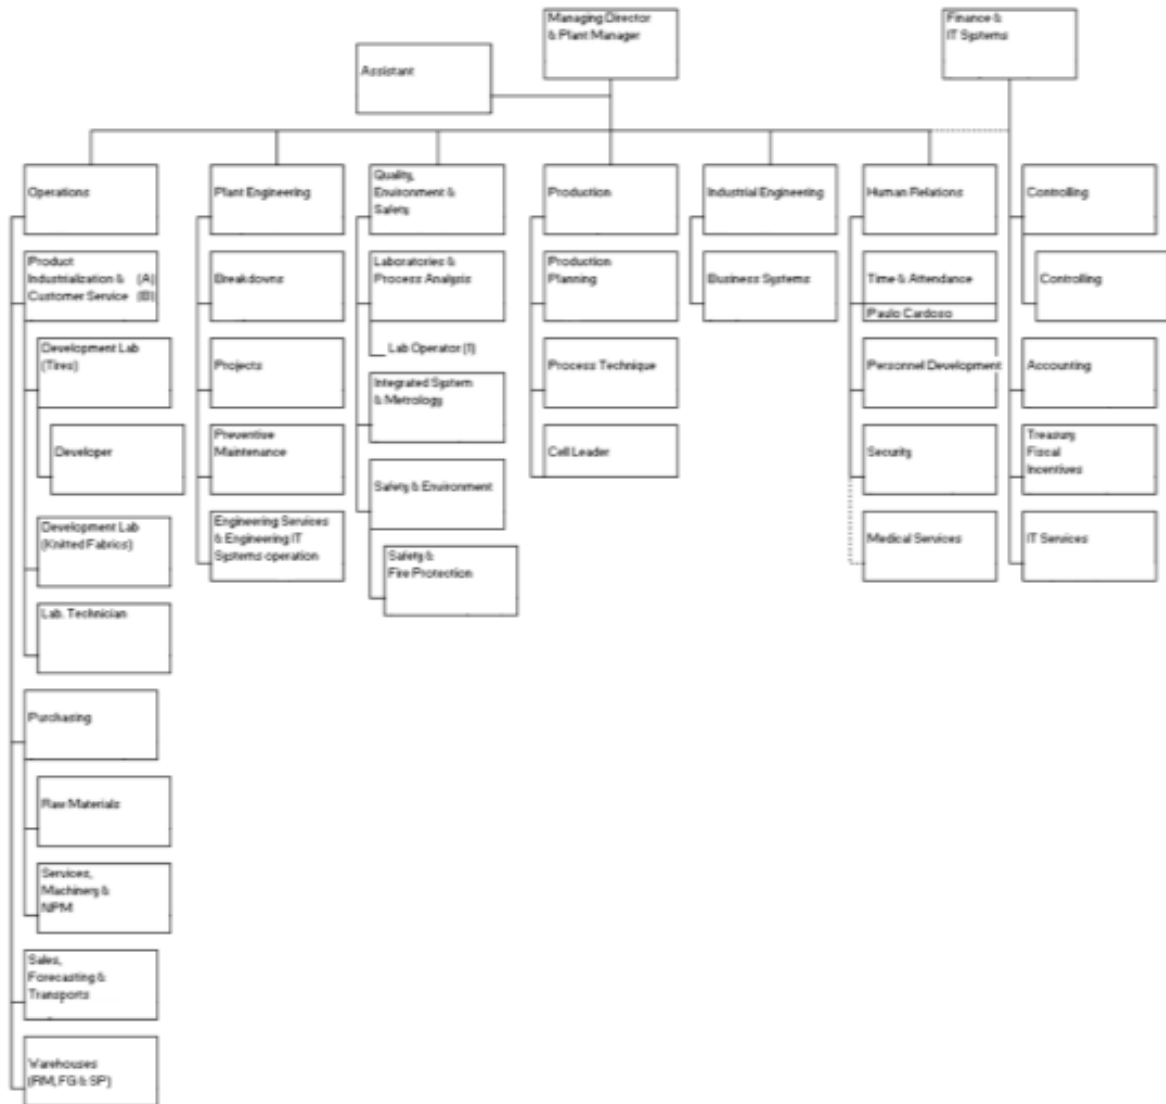 Managing Director
& Plant Manager
Finance &
IT Systems
Assistant
Operations
Plant Engineering
Quality,
Environment &
Safety
Production
Industrial Engineering
Human Relations
Controlling
Product
Industrialization & (A)
Customer Service (B)
Breakdowns
Laboratories &
Process Analysis
Production
Planning
Business Systems
Time & Attendance
Paulo Cardoso
Controlling
Development Lab
(Tires)
Projects
Lab Operator (1)
Process Technique
Personnel Development
Accounting
Integrated System
& Metrology
Developer
Preventive
Maintenance
Cell Leader
Security
Treasury
Fiscal
Incentives
Safety & Environment
Development Lab
(Knitted Fabrics)
Engineering Services
& Engineering IT
Systems operation
Medical Services
IT Services
Safety &
Fire Protection
Lab. Technician
Purchasing
Raw Materials
Services,
Machinery &
NPM
Sales,
Forecasting &
Transports
Warehouses
(RM, FG & SP)